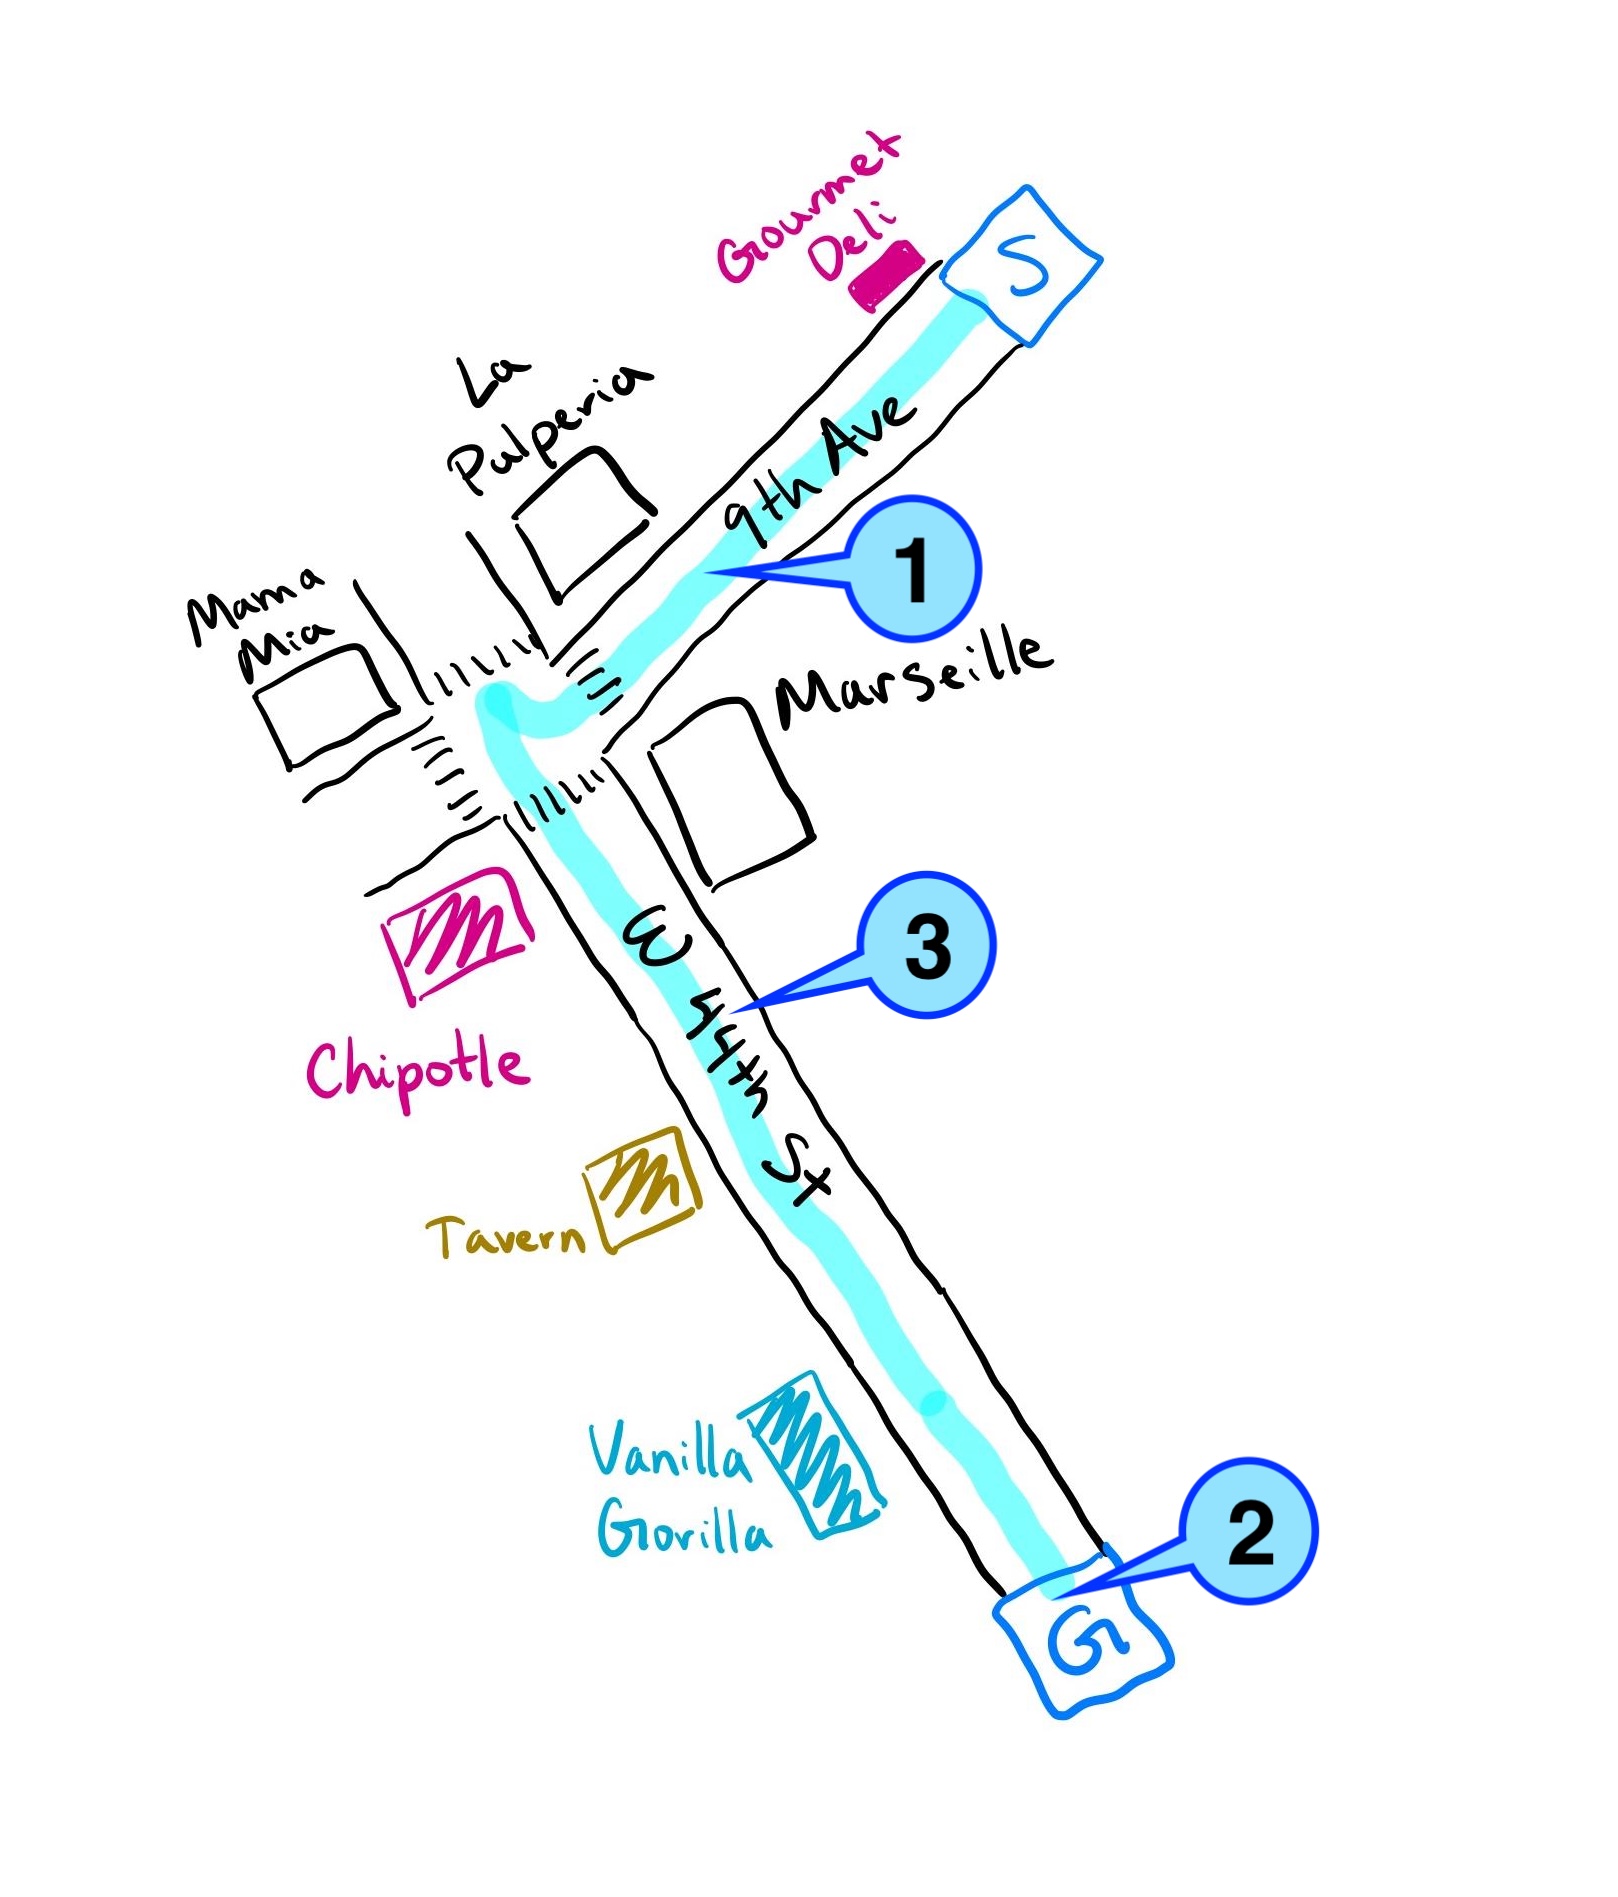 Gourmet
Deli
S
La
Pulperia
9th Ave
1
Mama
Mia
Marseille
Chipotle
W 44th St
3
Tavern
Vanilla
Gorilla
2
G